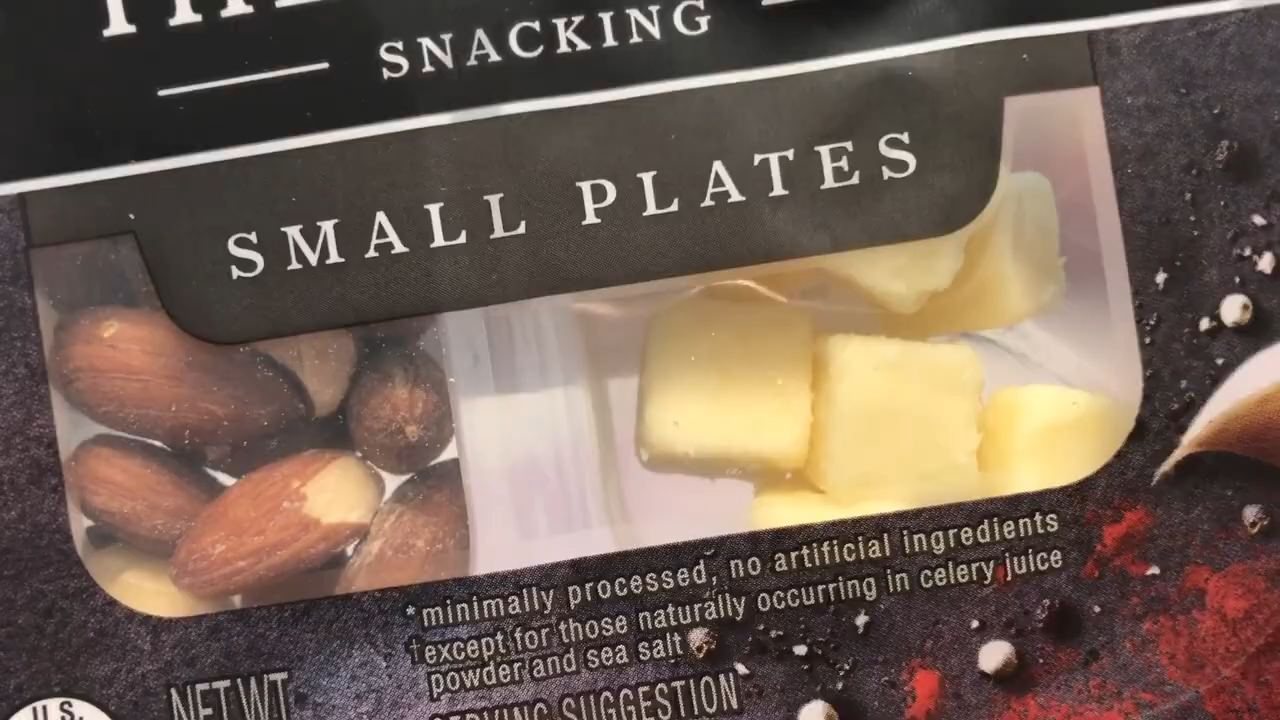 SNACKING
SMALL PLATES
*minimally processed, no artificial ingredients
†except for those naturally occurring in celery juice
powder and sea salt
SERVING SUGGESTION
NET WT
U.S.